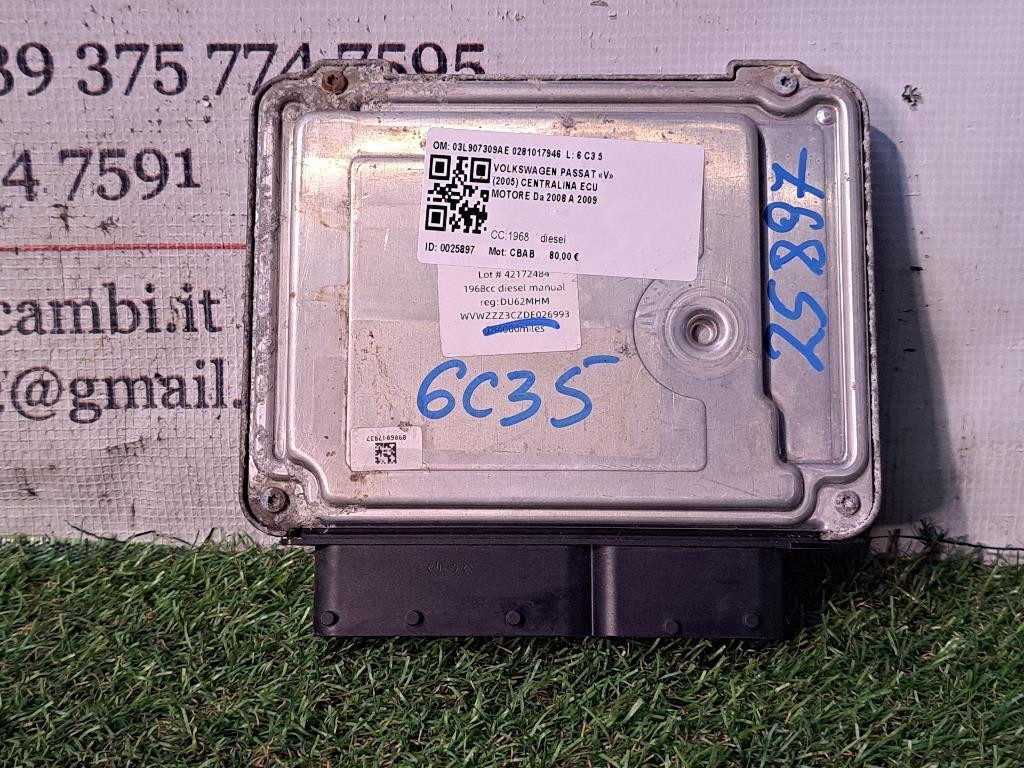 39 375 774 7595
4 7591
cambi.it
@gmail.
OM: 03L907309AE 0281017946 L: 6 C3 5
VOLKSWAGEN PASSAT «V»
(2005) CENTRALINA ECU
MOTORE Da 2008 A 2009
CC:1968 diesel
ID: 0025897 Mot: CBAB 80,00 €
Lot # 42172484
1968cc diesel manual
reg:DU62MHM
WVWZZZ3CZDE026993
miles
6C35
25897